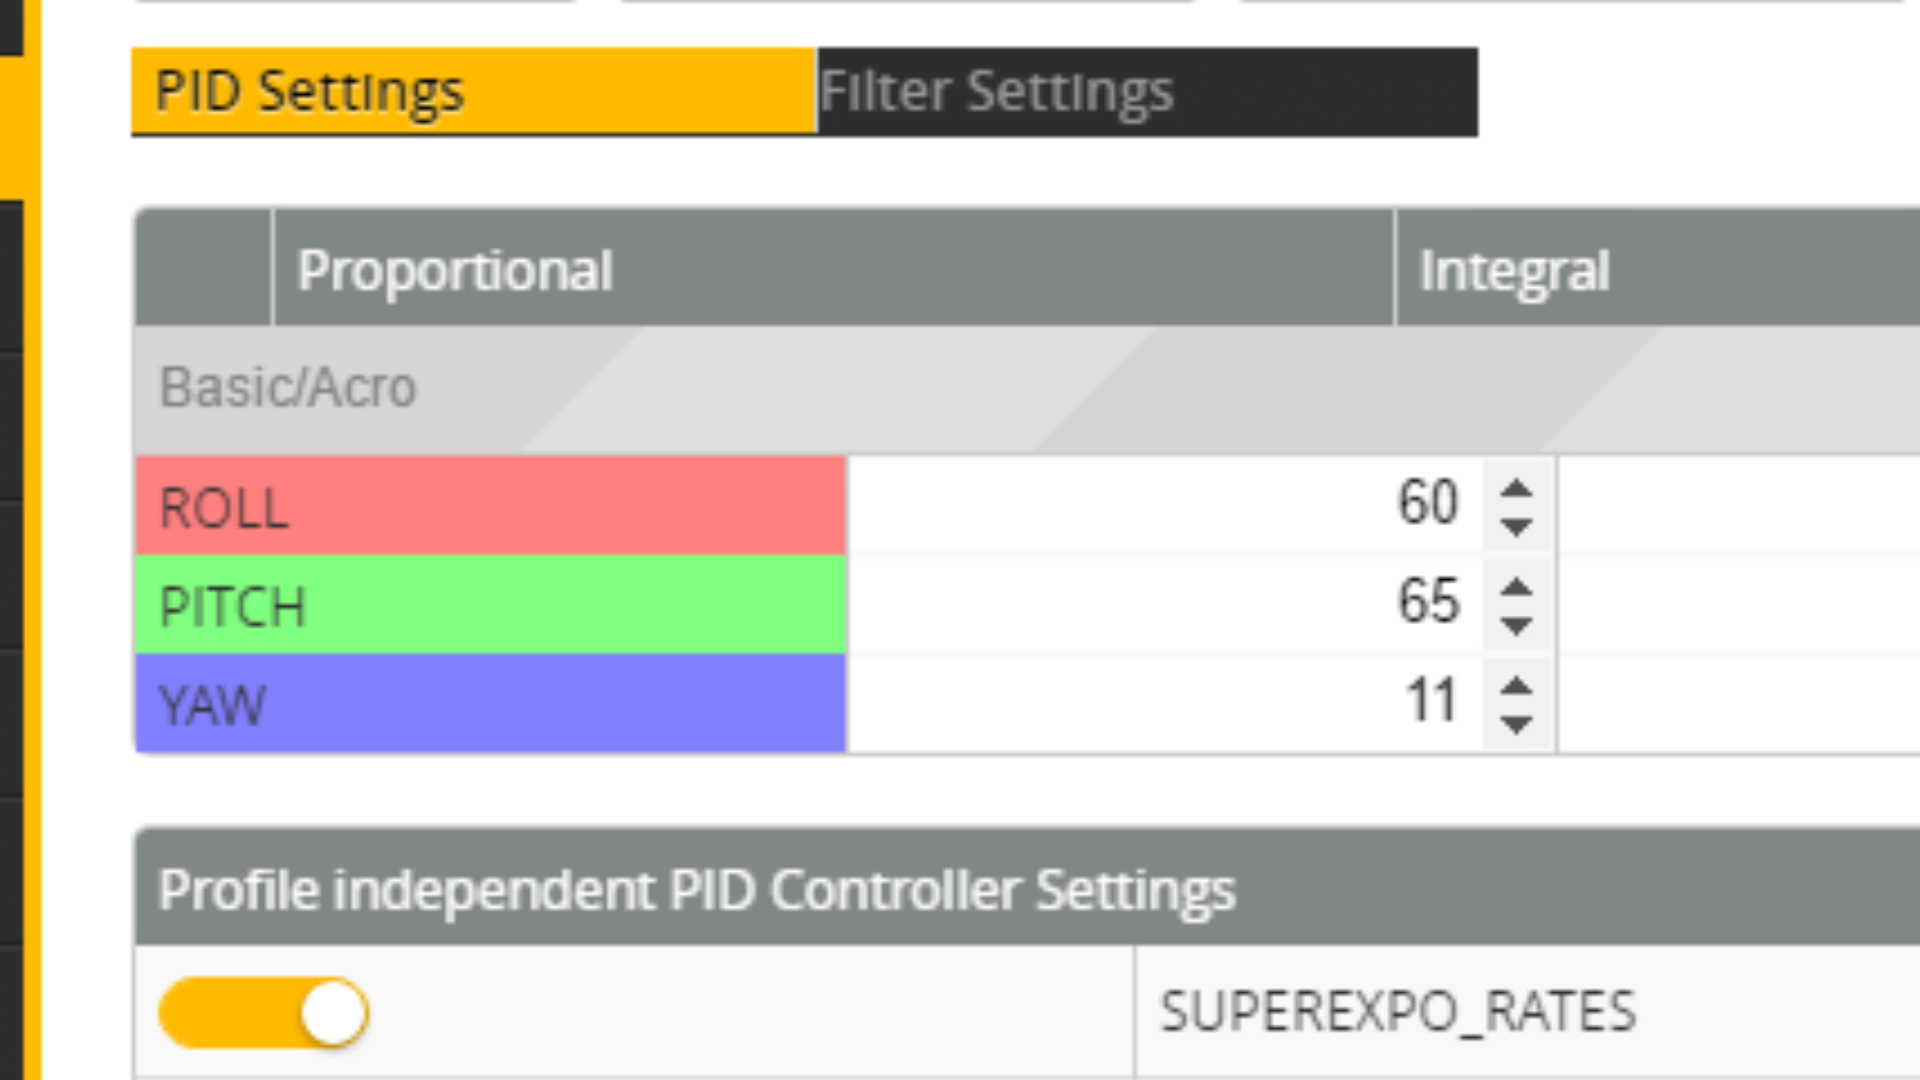 PID Settings Filter Settings
Proportional Integral
Basic/Acro
ROLL 60
PITCH 65
YAW 11
Profile independent PID Controller Settings
SUPEREXPO_RATES